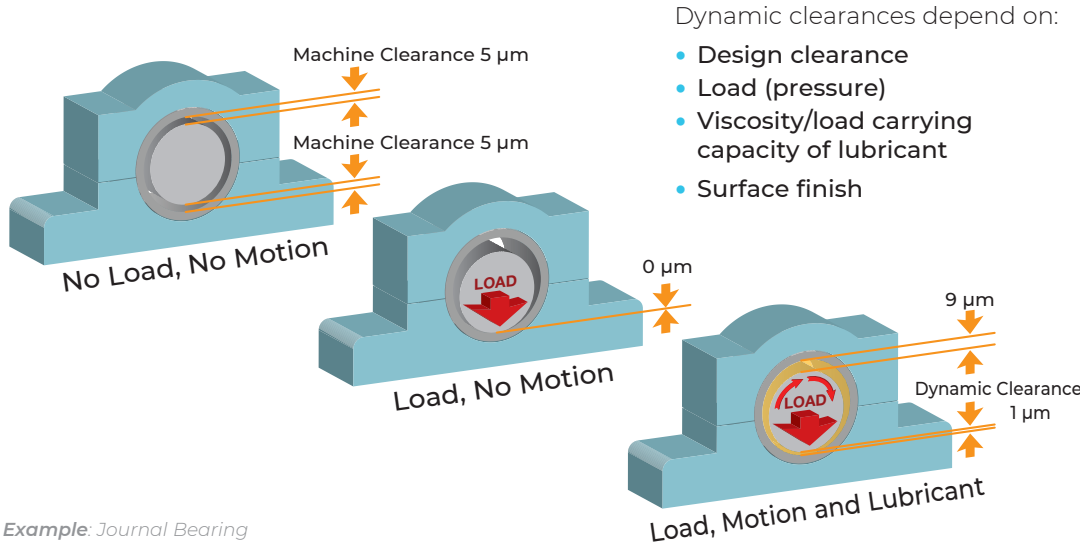 Machine Clearance 5 µm
Machine Clearance 5 µm
No Load, No Motion
Dynamic clearances depend on:
• Design clearance
• Load (pressure)
• Viscosity/load carrying
capacity of lubricant
• Surface finish
LOAD
0 µm
Load, No Motion
9 µm
Dynamic Clearance
1 µm
LOAD
Load, Motion and Lubricant
Example: Journal Bearing